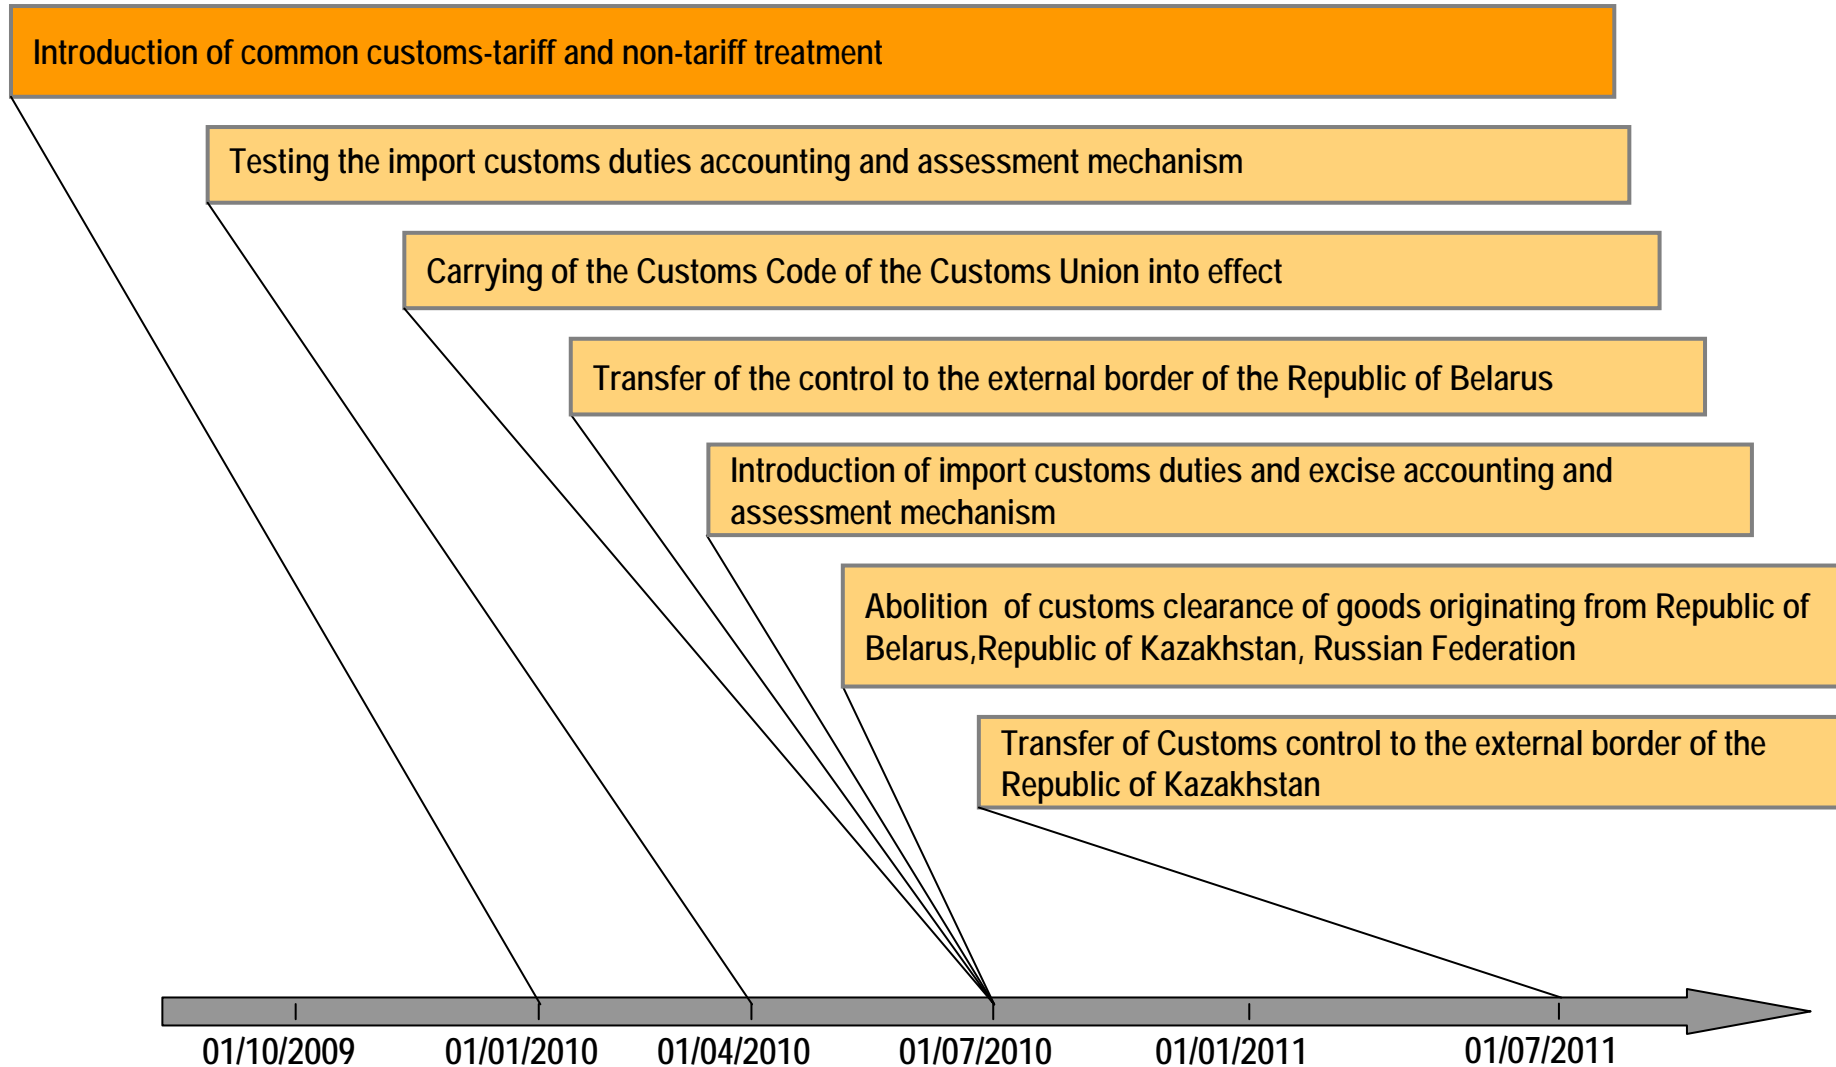 Introduction of common customs-tariff and non-tariff treatment
Testing the import customs duties accounting and assessment mechanism
Carrying of the Customs Code of the Customs Union into effect
Transfer of the control to the external border of the Republic of Belarus
Introduction of import customs duties and excise accounting and
assessment mechanism
Abolition  of customs clearance of goods originating from Republic of
Belarus,Republic of Kazakhstan, Russian Federation
Transfer of Customs control to the external border of the
Republic of Kazakhstan
01/10/2009 01/01/2010 01/04/2010 01/07/2010 01/01/2011 01/07/2011